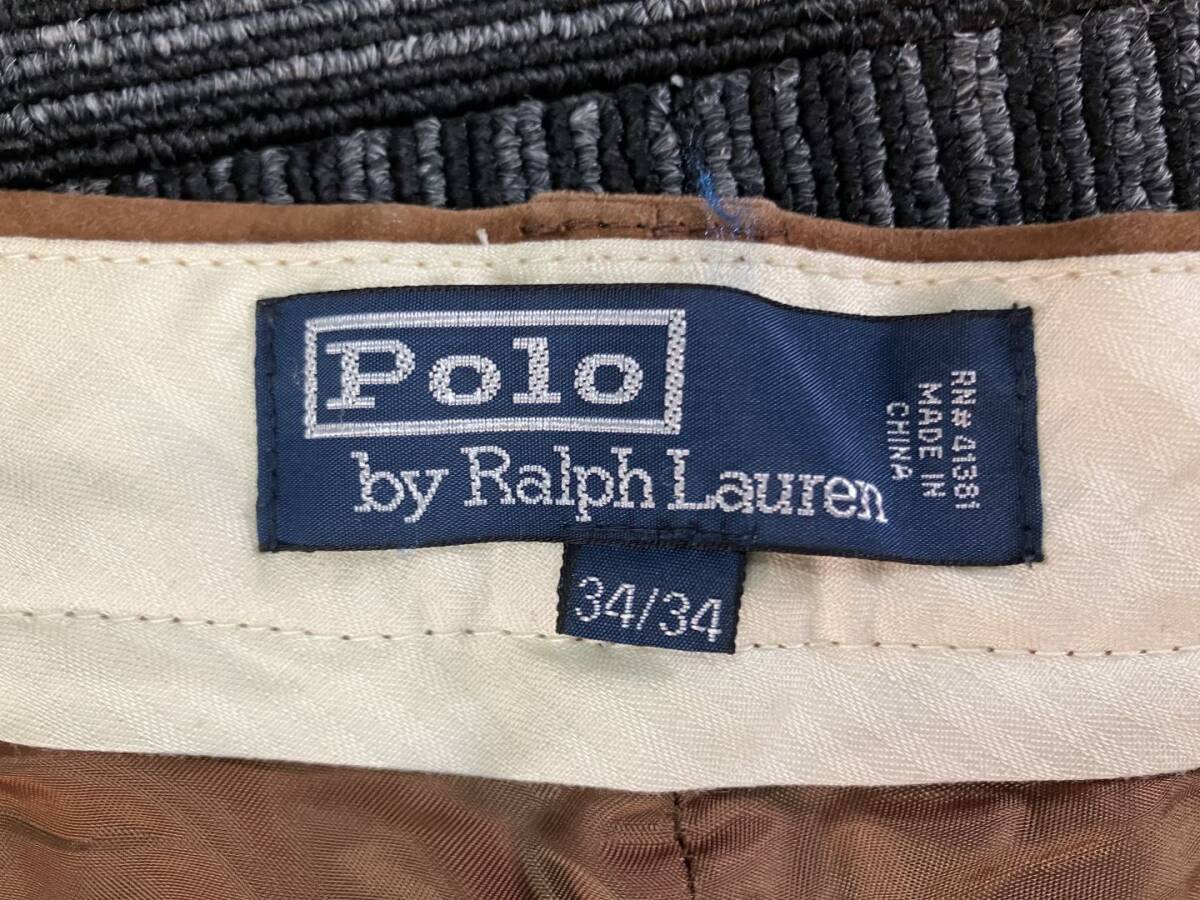 Polo
by Ralph Lauren
RN# 41381
MADE IN
CHINA
34/34